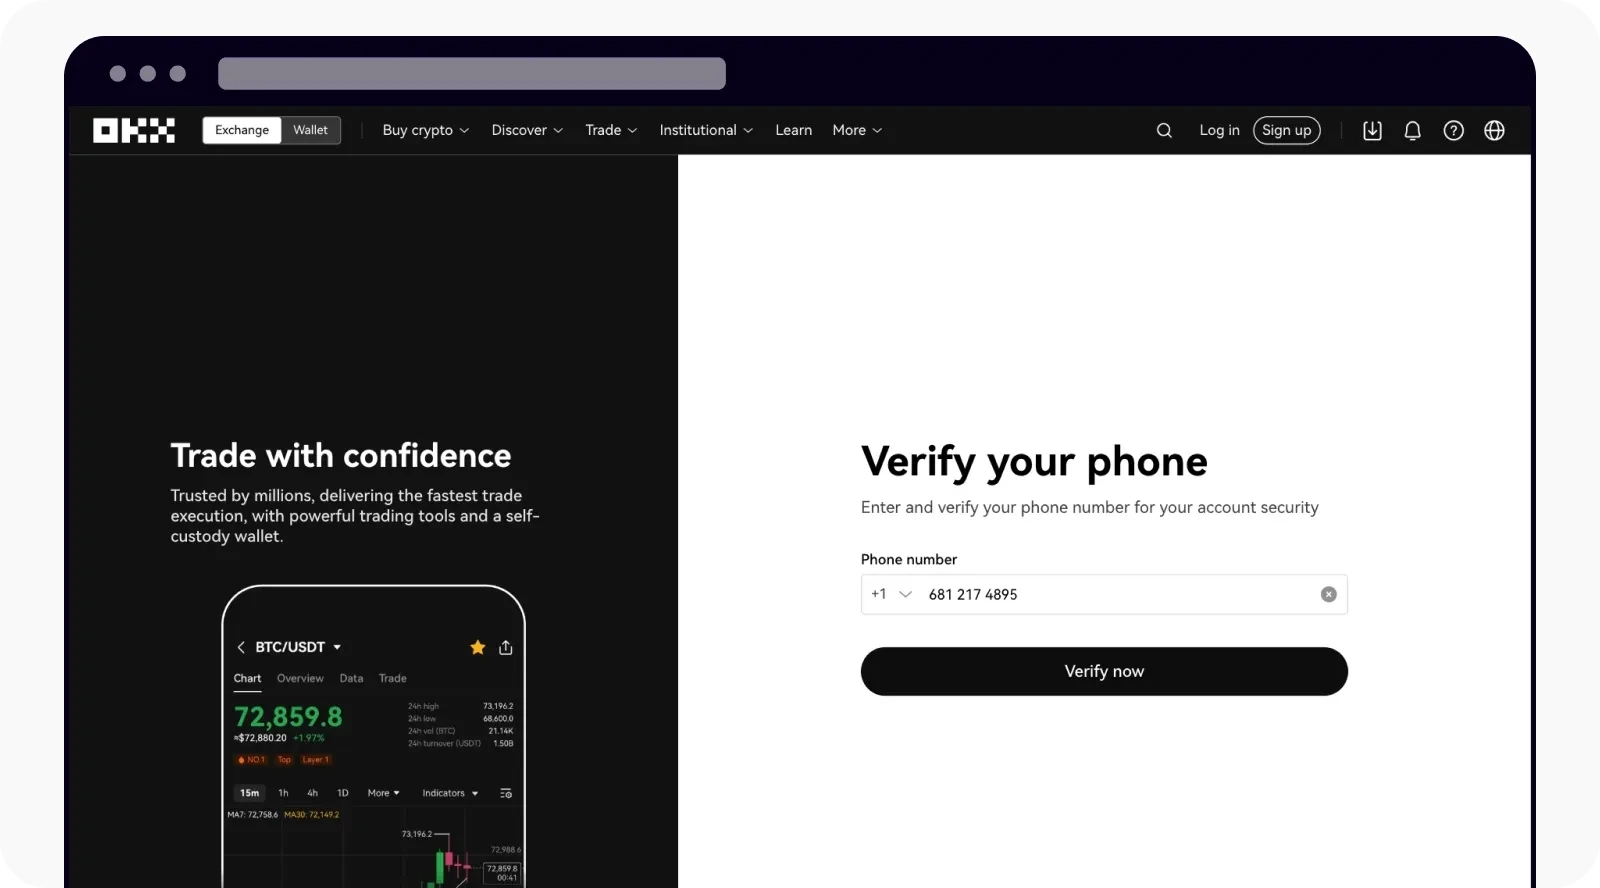 OKX
Exchange Wallet Buy crypto Discover Trade Institutional Learn More Log in Sign up
Trade with confidence
Trusted by millions, delivering the fastest trade
execution, with powerful trading tools and a self-
custody wallet.
BTC/USDT
Chart Overview Data Trade
72,859.8
≈$72,880.20 +1.97%
24h high 73,196.2
24h low 68,600.0
24h vol (BTC) 21.14K
24h turnover (USDT) 1.50B
NO.1 Top Layer 1
15m 1h 4h 1D More Indicators
MA7: 72,758.6 MA30: 72,149.2
73,196.2
72,988.6
72,859.8
00:41
Verify your phone
Enter and verify your phone number for your account security
Phone number
+1 681 217 4895
Verify now